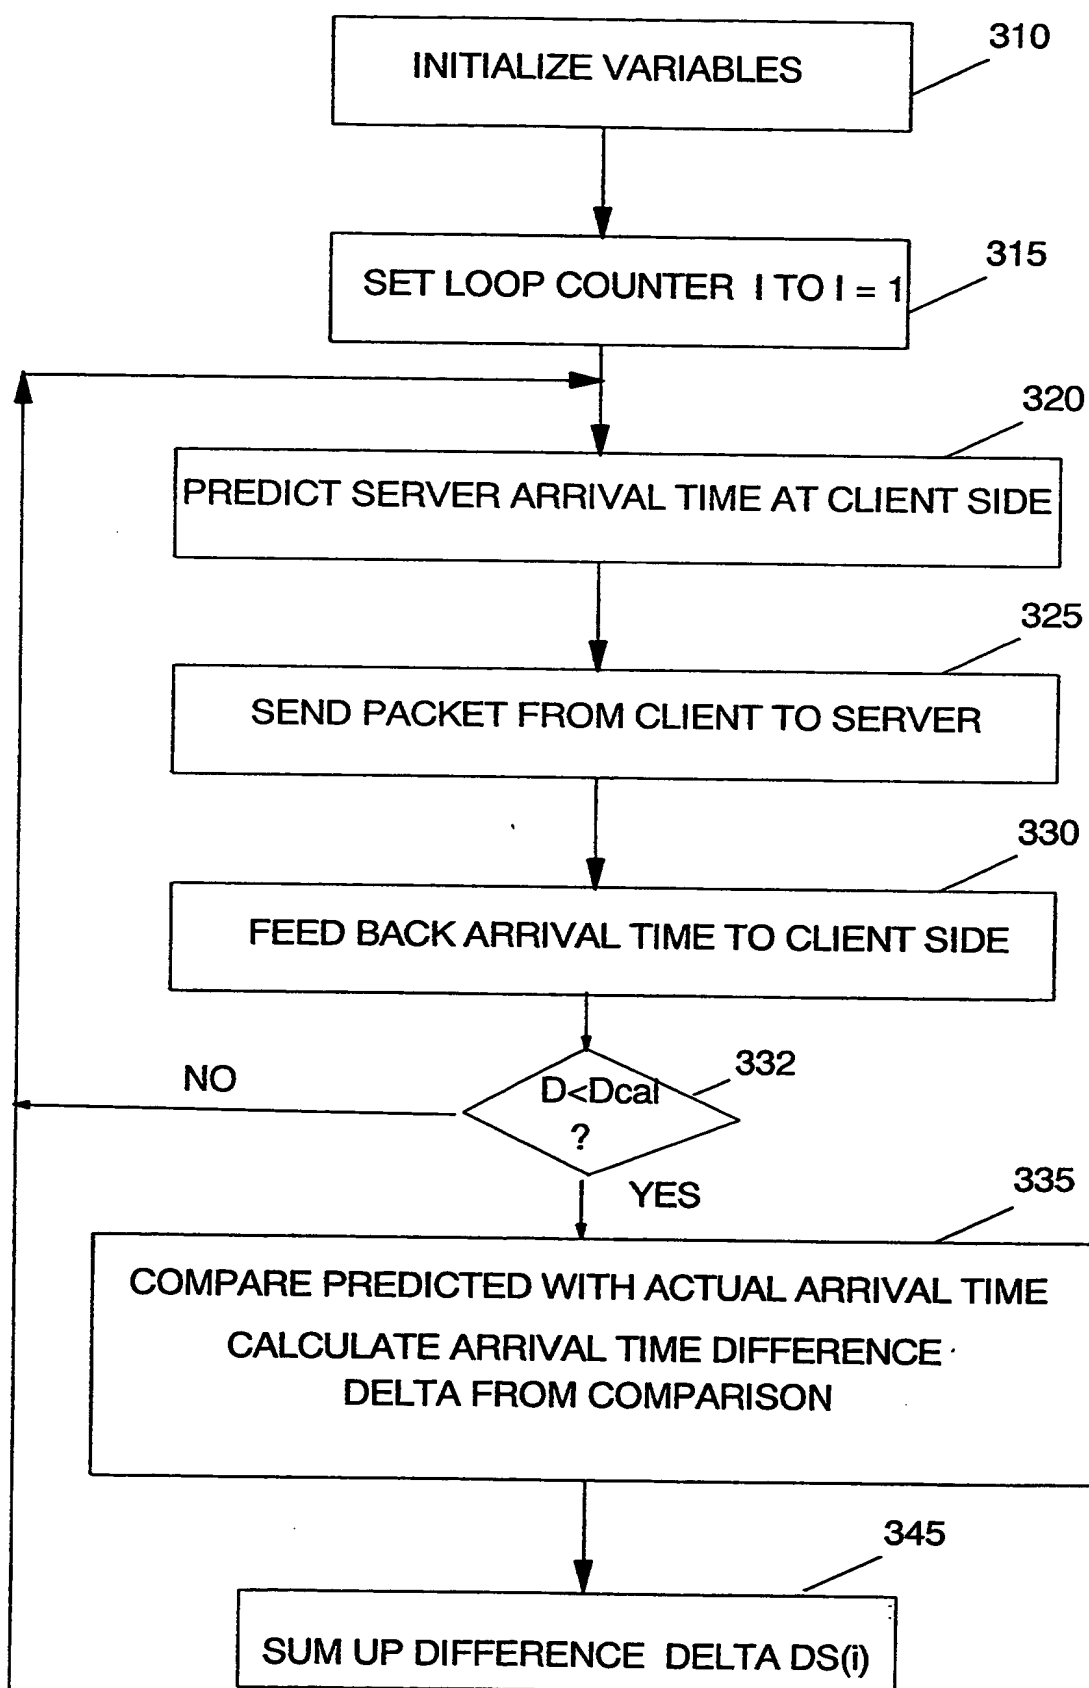 310
INITIALIZE VARIABLES
315
SET LOOP COUNTER I TO I = 1
320
PREDICT SERVER ARRIVAL TIME AT CLIENT SIDE
325
SEND PACKET FROM CLIENT TO SERVER
330
FEED BACK ARRIVAL TIME TO CLIENT SIDE
332
NO
D<Dcal
?
YES
335
COMPARE PREDICTED WITH ACTUAL ARRIVAL TIME
CALCULATE ARRIVAL TIME DIFFERENCE
DELTA FROM COMPARISON
345
SUM UP DIFFERENCE DELTA DS(i)